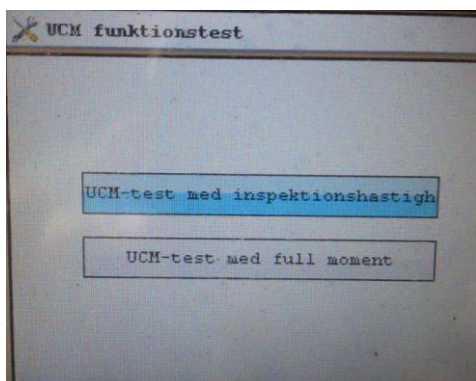 UCM funktionstest
UCM-test med inspektionshastigh
UCM-test med full moment